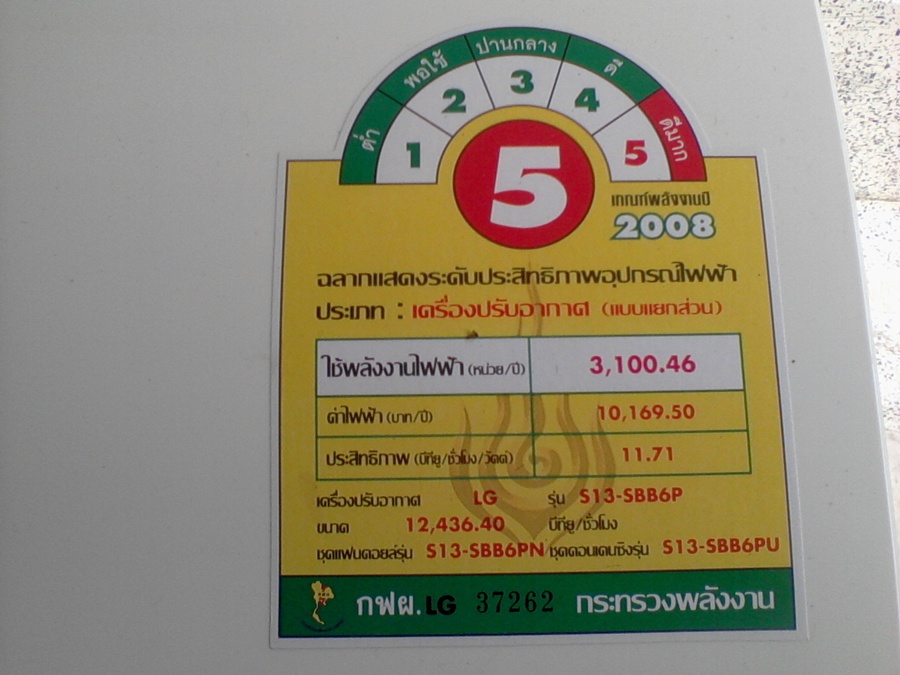 ต่ำ พอใช้ ปานกลาง ดี ดีมาก
1 2 3 4 5
5
เกณฑ์พลังงานปี
2008
ฉลากแสดงระดับประสิทธิภาพอุปกรณ์ไฟฟ้า
ประเภท : เครื่องปรับอากาศ (แบบแยกส่วน)
ใช้พลังงานไฟฟ้า (หน่วย/ปี) 3,100.46
ค่าไฟฟ้า (บาท/ปี) 10,169.50
ประสิทธิภาพ (บีทียู/ชั่วโมง/วัตต์) 11.71
เครื่องปรับอากาศ LG รุ่น S13-SBB6P
ขนาด 12,436.40 บีทียู/ชั่วโมง
ชุดแฟนคอยล์รุ่น S13-SBB6PN/ชุดคอนเดนซิ่งรุ่น S13-SBB6PU
กฟผ. LG 37262 กระทรวงพลังงาน